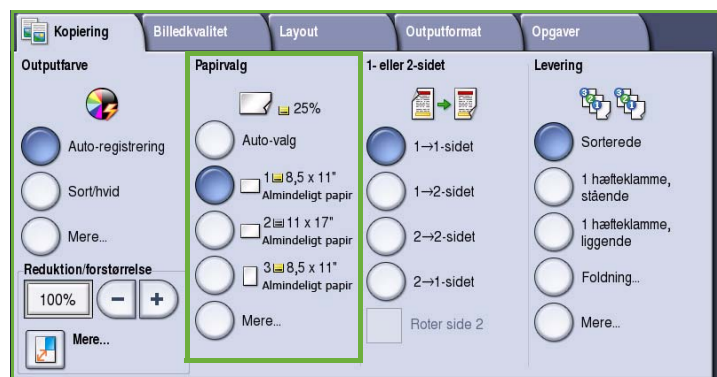 Kopiering
Billedkvalitet
Layout
Outputformat
Opgaver
Outputfarve
Auto-registrering
Sort/hvid
Mere...
Reduktion/forstørrelse
100%
Mere...
Papirvalg
25%
Auto-valg
1 8,5 x 11"
Almindeligt papir
2 11 x 17"
Almindeligt papir
3 8,5 x 11"
Almindeligt papir
Mere...
1- eller 2-sidet
1→1-sidet
1→2-sidet
2→2-sidet
2→1-sidet
Roter side 2
Levering
Sorterede
1 hæfteklamme,
stående
1 hæfteklamme,
liggende
Foldning...
Mere...